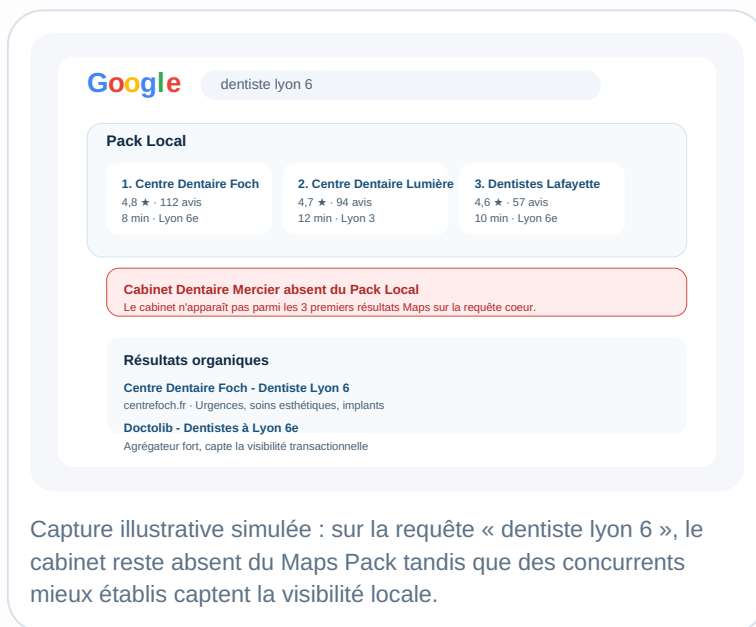 Google
dentiste lyon 6
Pack Local
1. Centre Dentaire Foch
4,8 ★ · 112 avis
8 min · Lyon 6e
2. Centre Dentaire Lumière
4,7 ★ · 94 avis
12 min · Lyon 3
3. Dentistes Lafayette
4,6 ★ · 57 avis
10 min · Lyon 6e
Cabinet Dentaire Mercier absent du Pack Local
Le cabinet n'apparaît pas parmi les 3 premiers résultats Maps sur la requête coeur.
Résultats organiques
Centre Dentaire Foch - Dentiste Lyon 6
centrefoch.fr · Urgences, soins esthétiques, implants
Doctolib - Dentistes à Lyon 6e
Agrégateur fort, capte la visibilité transactionnelle
Capture illustrative simulée : sur la requête « dentiste lyon 6 », le
cabinet reste absent du Maps Pack tandis que des concurrents
mieux établis captent la visibilité locale.